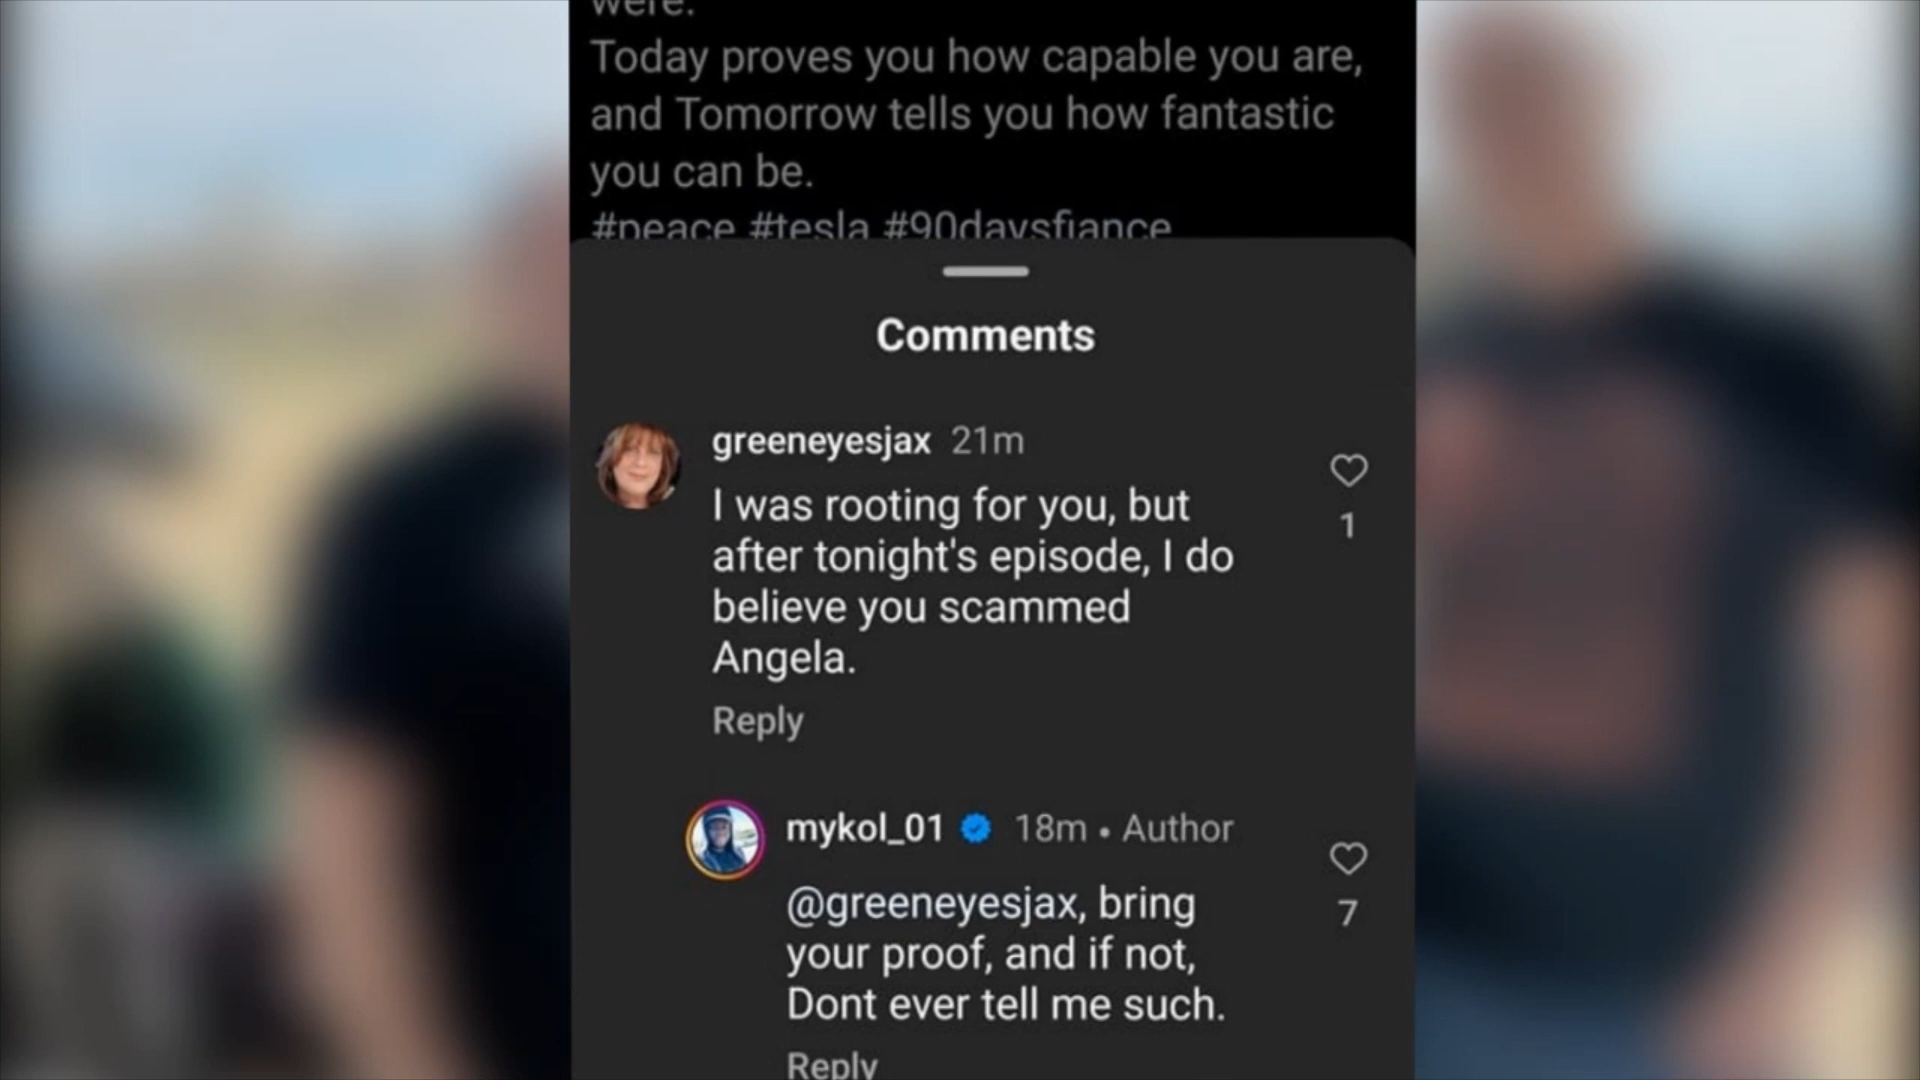 were.
Today proves you how capable you are,
and Tomorrow tells you how fantastic
you can be.
#peace #tesla #90daysfiance
Comments
greeneyesjax 21m
I was rooting for you, but
after tonight's episode, I do
believe you scammed
Angela.
1
Reply
mykol_01 18m • Author
@greeneyesjax, bring
your proof, and if not,
Dont ever tell me such.
7
Reply